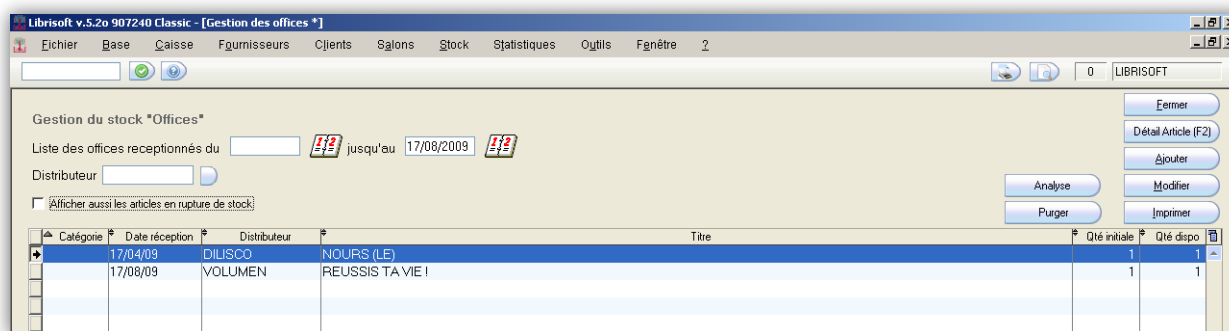 Librisoft v.5.2o 907240 Classic - [Gestion des offices *]
Fichier Base Caisse Fournisseurs Clients Salons Stock Statistiques Outils Fenêtre ?
0 LIBRISOFT
Fermer
Gestion du stock "Offices"
Détail Article (F2)
Liste des offices receptionnés du jusqu'au 17/08/2009
Ajouter
Distributeur
Analyse Modifier
Afficher aussi les articles en rupture de stock
Purger Imprimer
Catégorie Date réception Distributeur Titre Qté initiale Qté dispo
17/04/09 DILISCO NOURS (LE) 1 1
17/08/09 VOLUMEN REUSSIS TA VIE ! 1 1